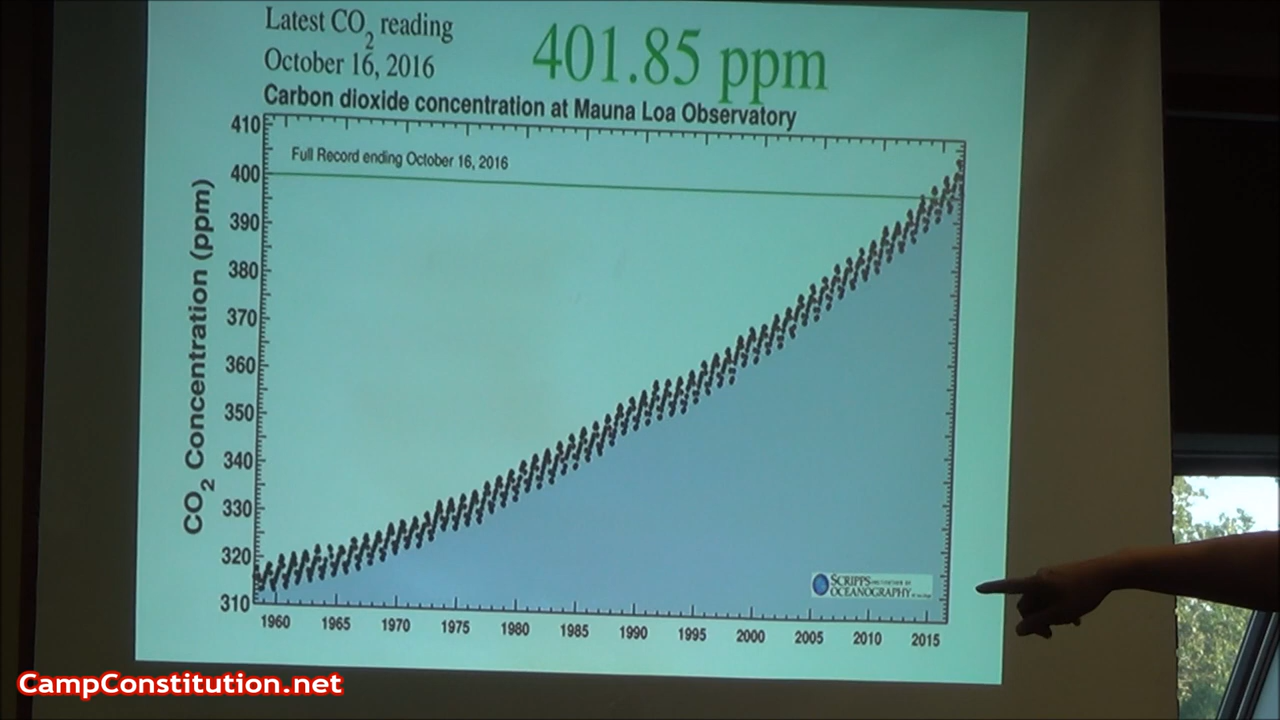 Latest CO2 reading
October 16, 2016
401.85 ppm
Carbon dioxide concentration at Mauna Loa Observatory
Full Record ending October 16, 2016
CO2 Concentration (ppm)
410
400
390
380
370
360
350
340
330
320
310
1960 1965 1970 1975 1980 1985 1990 1995 2000 2005 2010 2015
SCRIPPS
OCEANOGRAPHY
CampConstitution.net